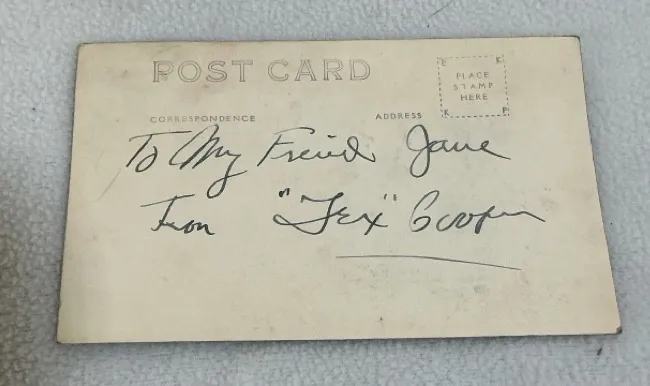 POST CARD
E K
PLACE
STAMP
HERE
K P
CORRESPONDENCE ADDRESS
To My Friend Jane
From "Tex" Cooper